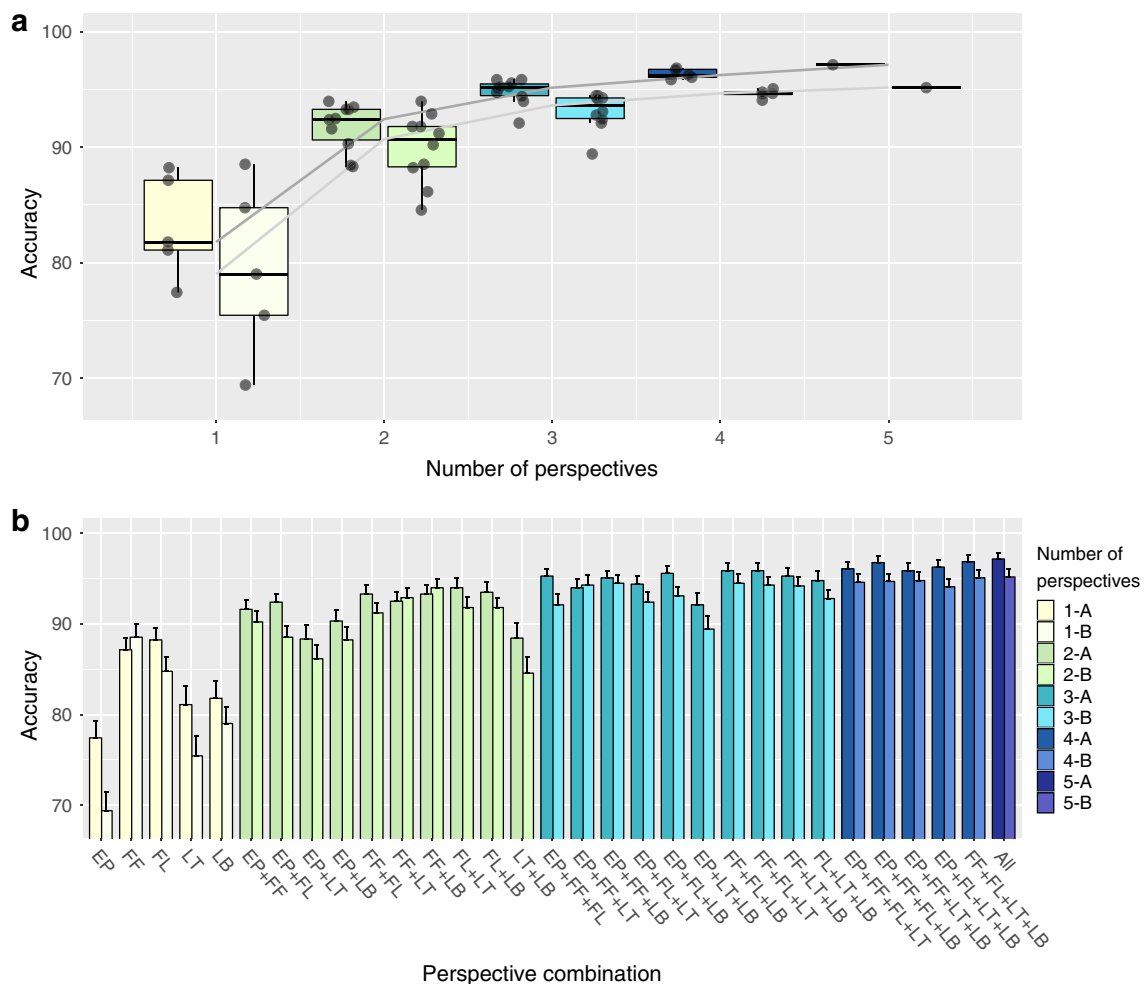 a
100
90
80
70
Accuracy
1
2
3
4
5
Number of perspectives
b
100
90
80
70
Accuracy
EP
FF
FL
LT
LB
EP+FF
EP+FL
EP+LT
EP+LB
FF+FL
FF+LT
FF+LB
FL+LT
FL+LB
LT+LB
EP+FF+FL
EP+FF+LT
EP+FF+LB
EP+FL+LT
EP+FL+LB
EP+LT+LB
FF+FL+LB
FF+FL+LT
FF+LT+LB
FL+LT+LB
EP+FF+FL+LT
EP+FF+FL+LB
EP+FF+LT+LB
EP+FL+LT+LB
FF+FL+LT+LB
All
Perspective combination
Number of
perspectives
1-A
1-B
2-A
2-B
3-A
3-B
4-A
4-B
5-A
5-B